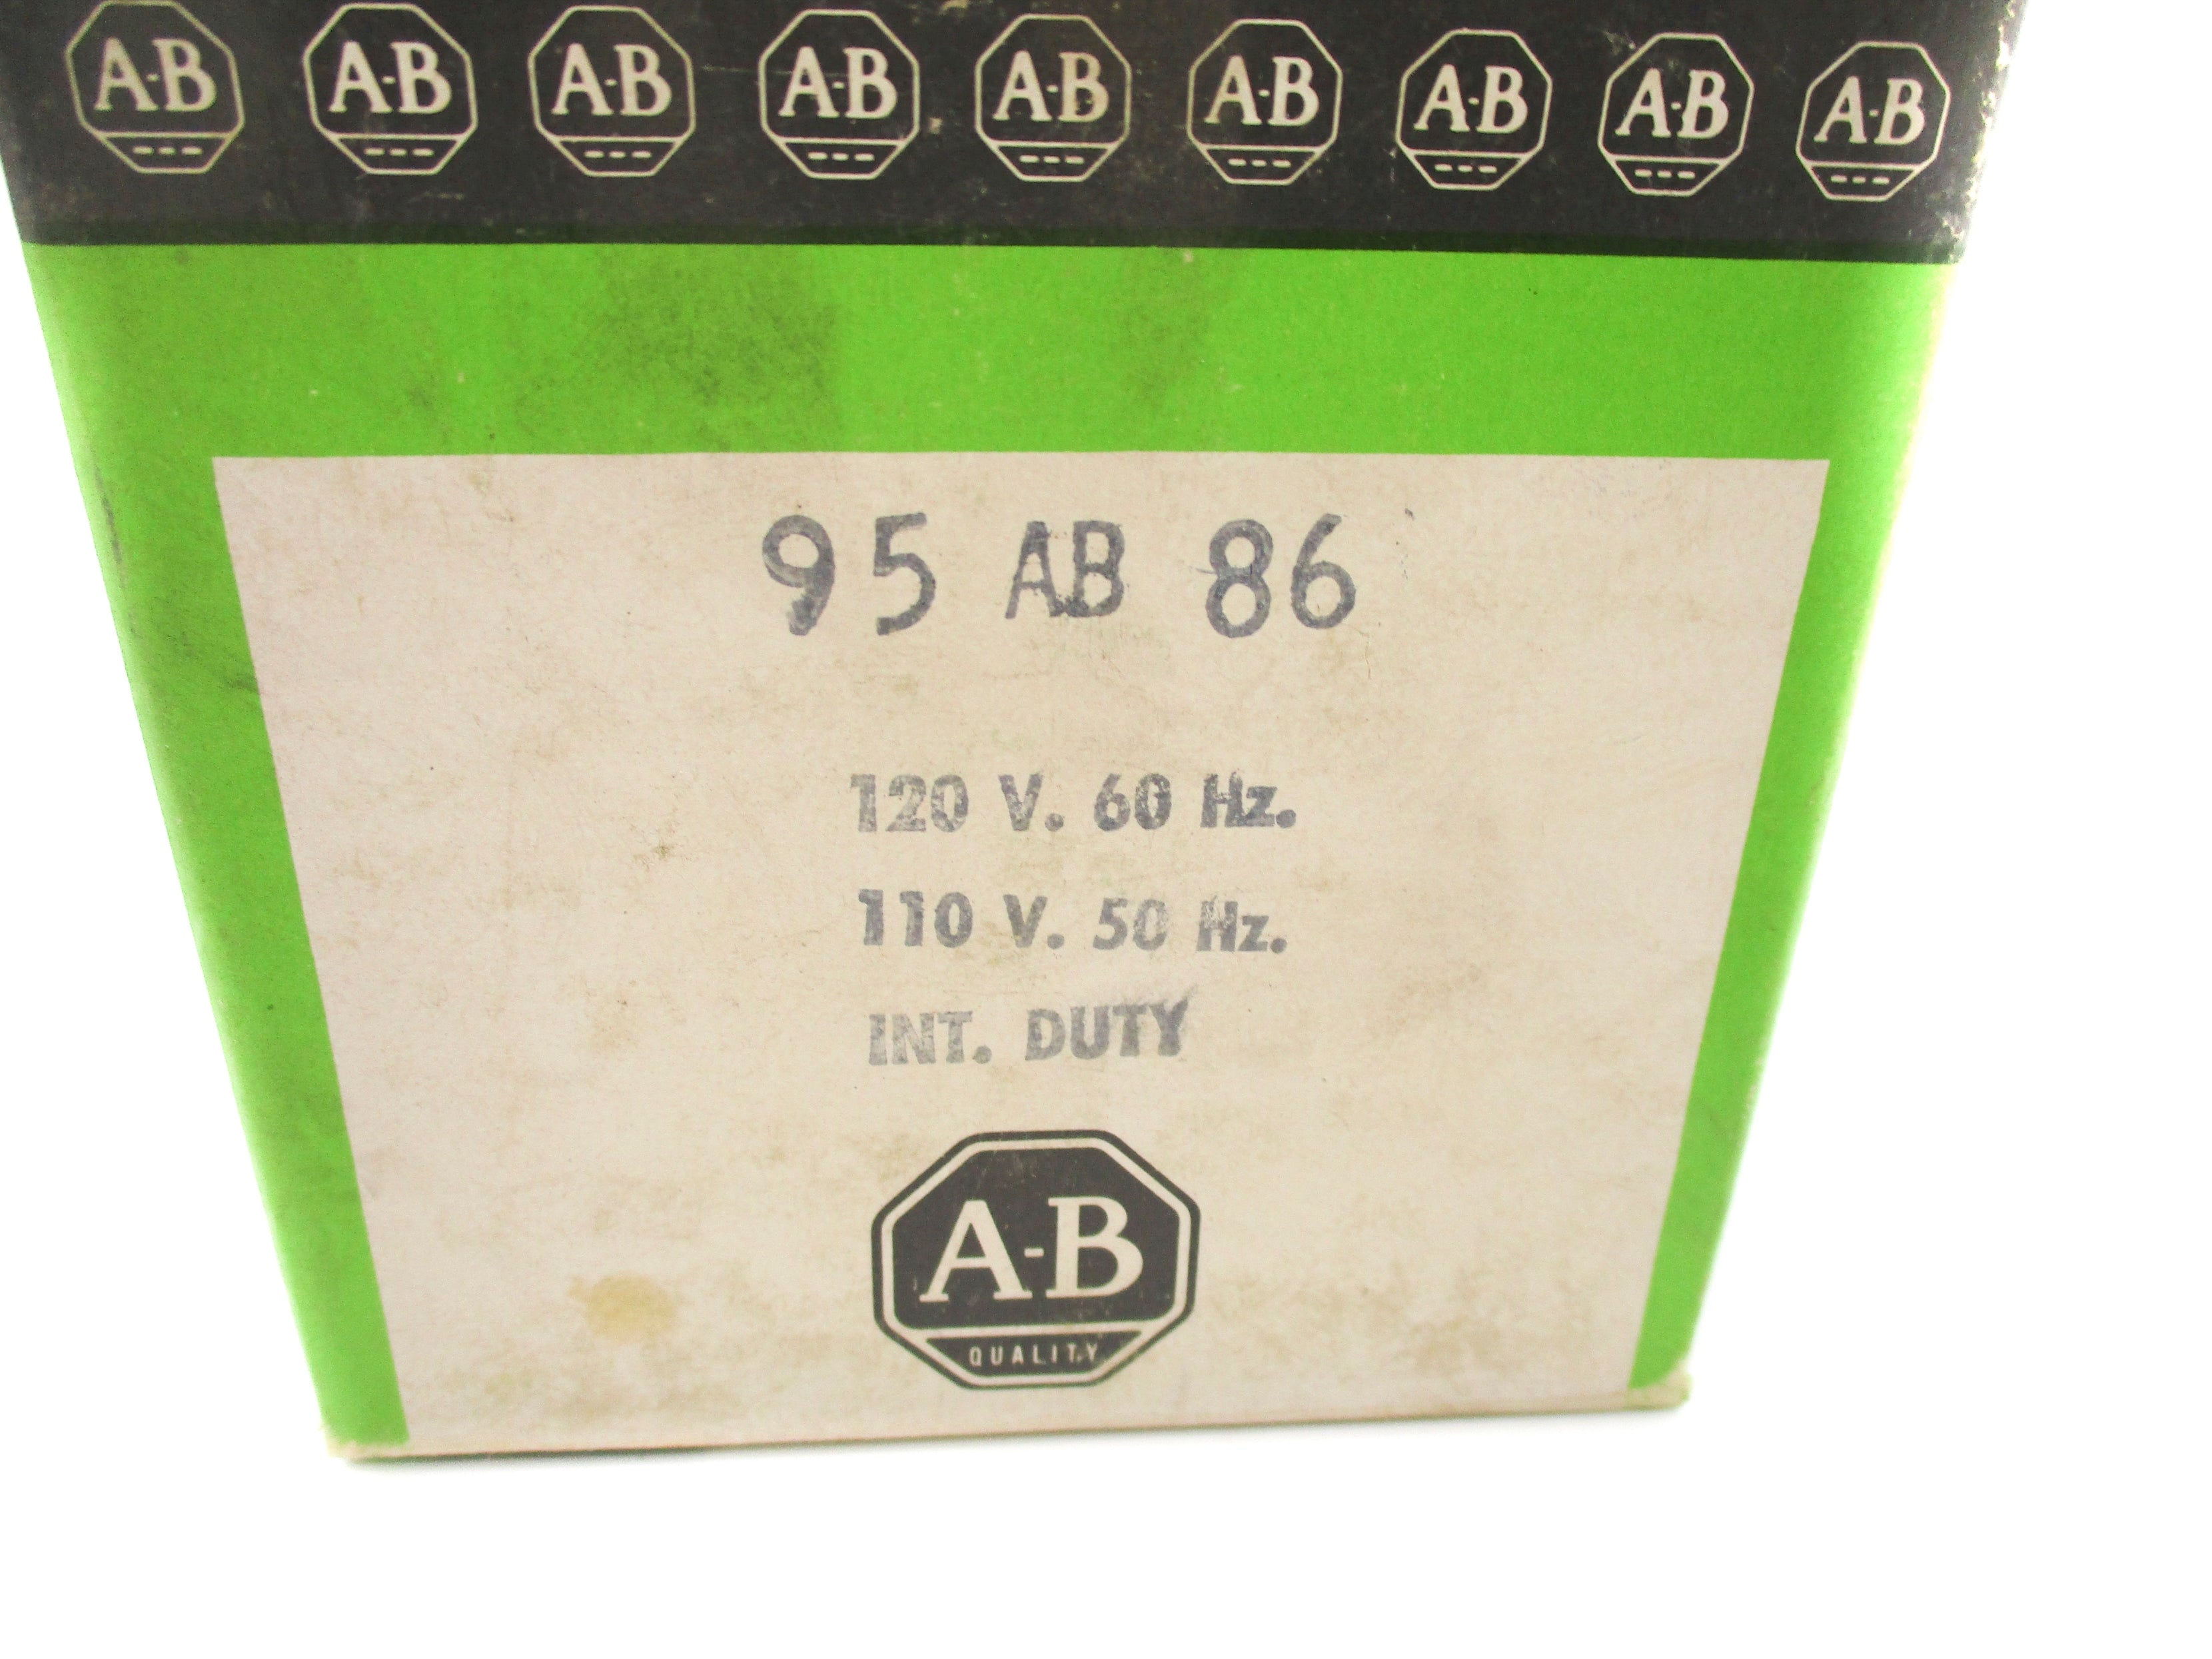 A-B A-B A-B A-B A-B A-B A-B A-B A-B
95 AB 86
120 V. 60 Hz.
110 V. 50 Hz.
INT. DUTY
A-B
QUALITY